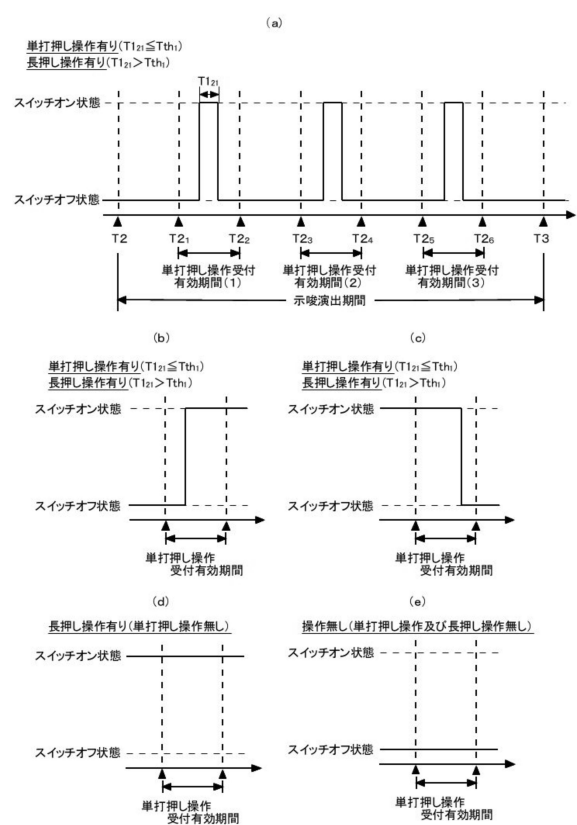 (a)
単打押し操作有り(T1₂₁≦Tth₁)
長押し操作有り(T1₂₁>Tth₁)
T1₂₁
スイッチオン状態
スイッチオフ状態
T2 T2₁ T2₂ T2₃ T2₄ T2₅ T2₆ T3
単打押し操作受付 単打押し操作受付 単打押し操作受付
有効期間(1) 有効期間(2) 有効期間(3)
示唆演出期間
(b)
単打押し操作有り(T1₂₁≦Tth₁)
長押し操作有り(T1₂₁>Tth₁)
スイッチオン状態
スイッチオフ状態
単打押し操作
受付有効期間
(c)
単打押し操作有り(T1₂₁≦Tth₁)
長押し操作有り(T1₂₁>Tth₁)
スイッチオン状態
スイッチオフ状態
単打押し操作
受付有効期間
(d)
長押し操作有り(単打押し操作無し)
スイッチオン状態
スイッチオフ状態
単打押し操作
受付有効期間
(e)
操作無し(単打押し操作及び長押し操作無し)
スイッチオン状態
スイッチオフ状態
単打押し操作
受付有効期間